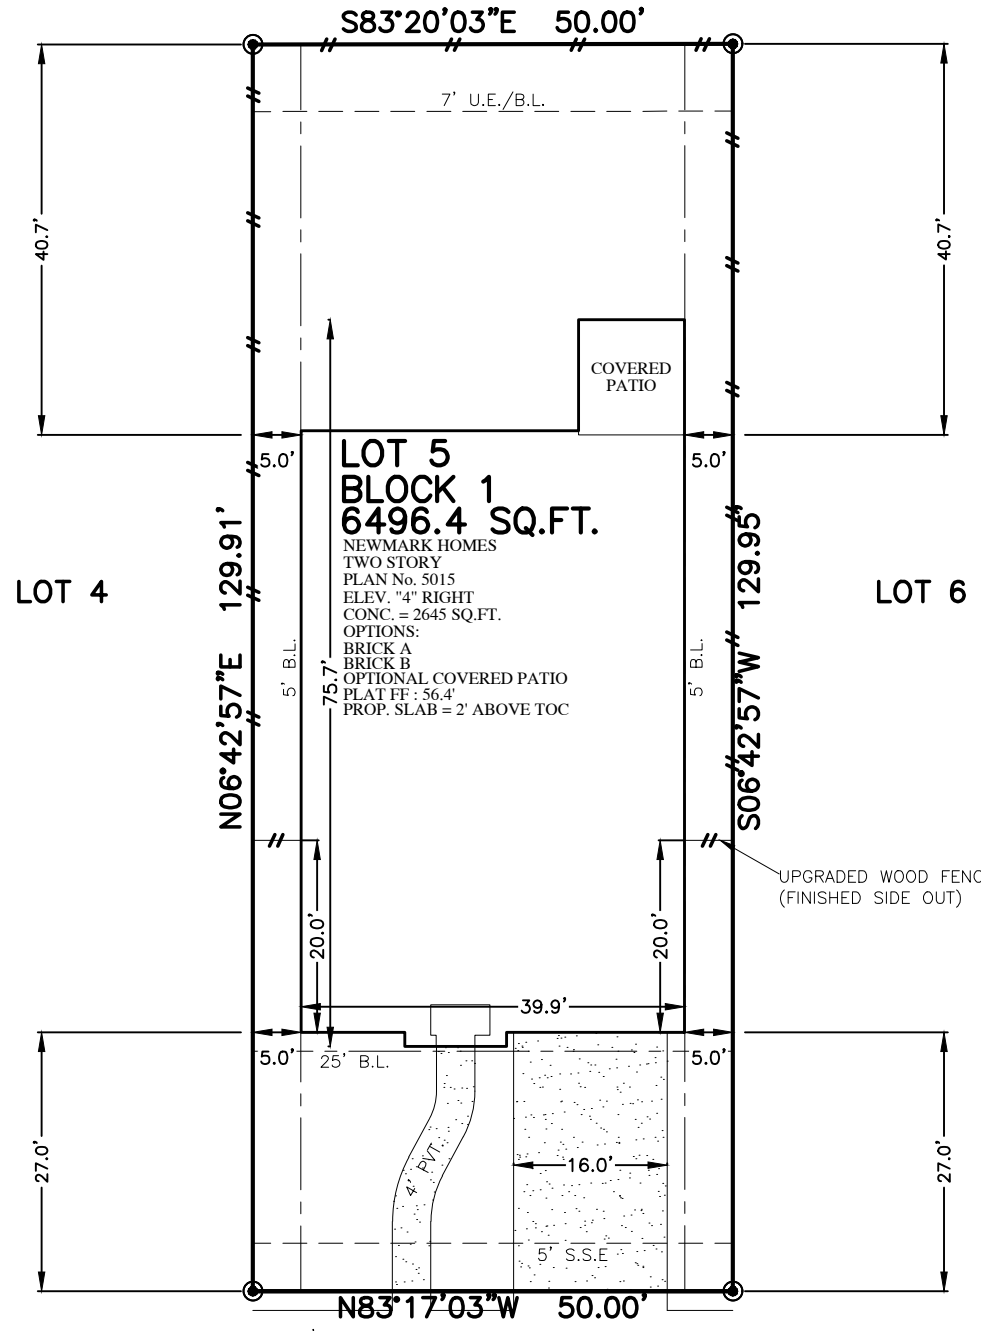 S83°20'03"E 50.00'
7' U.E./B.L.
40.7'
40.7'
COVERED
PATIO
5.0'
5.0'
LOT 5
BLOCK 1
6496.4 SQ.FT.
NEWMARK HOMES
TWO STORY
PLAN No. 5015
ELEV. "4" RIGHT
CONC. = 2645 SQ.FT.
OPTIONS:
BRICK A
BRICK B
OPTIONAL COVERED PATIO
PLAT FF : 56.4'
PROP. SLAB = 2' ABOVE TOC
LOT 4
LOT 6
N06°42'57"E 129.91'
S06°42'57"W 129.95'
5' B.L.
75.7'
5' B.L.
UPGRADED WOOD FENC
(FINISHED SIDE OUT)
20.0'
20.0'
39.9'
5.0'
25' B.L.
5.0'
27.0'
4' PVT.
16.0'
27.0'
5' S.S.E
N83°17'03"W 50.00'